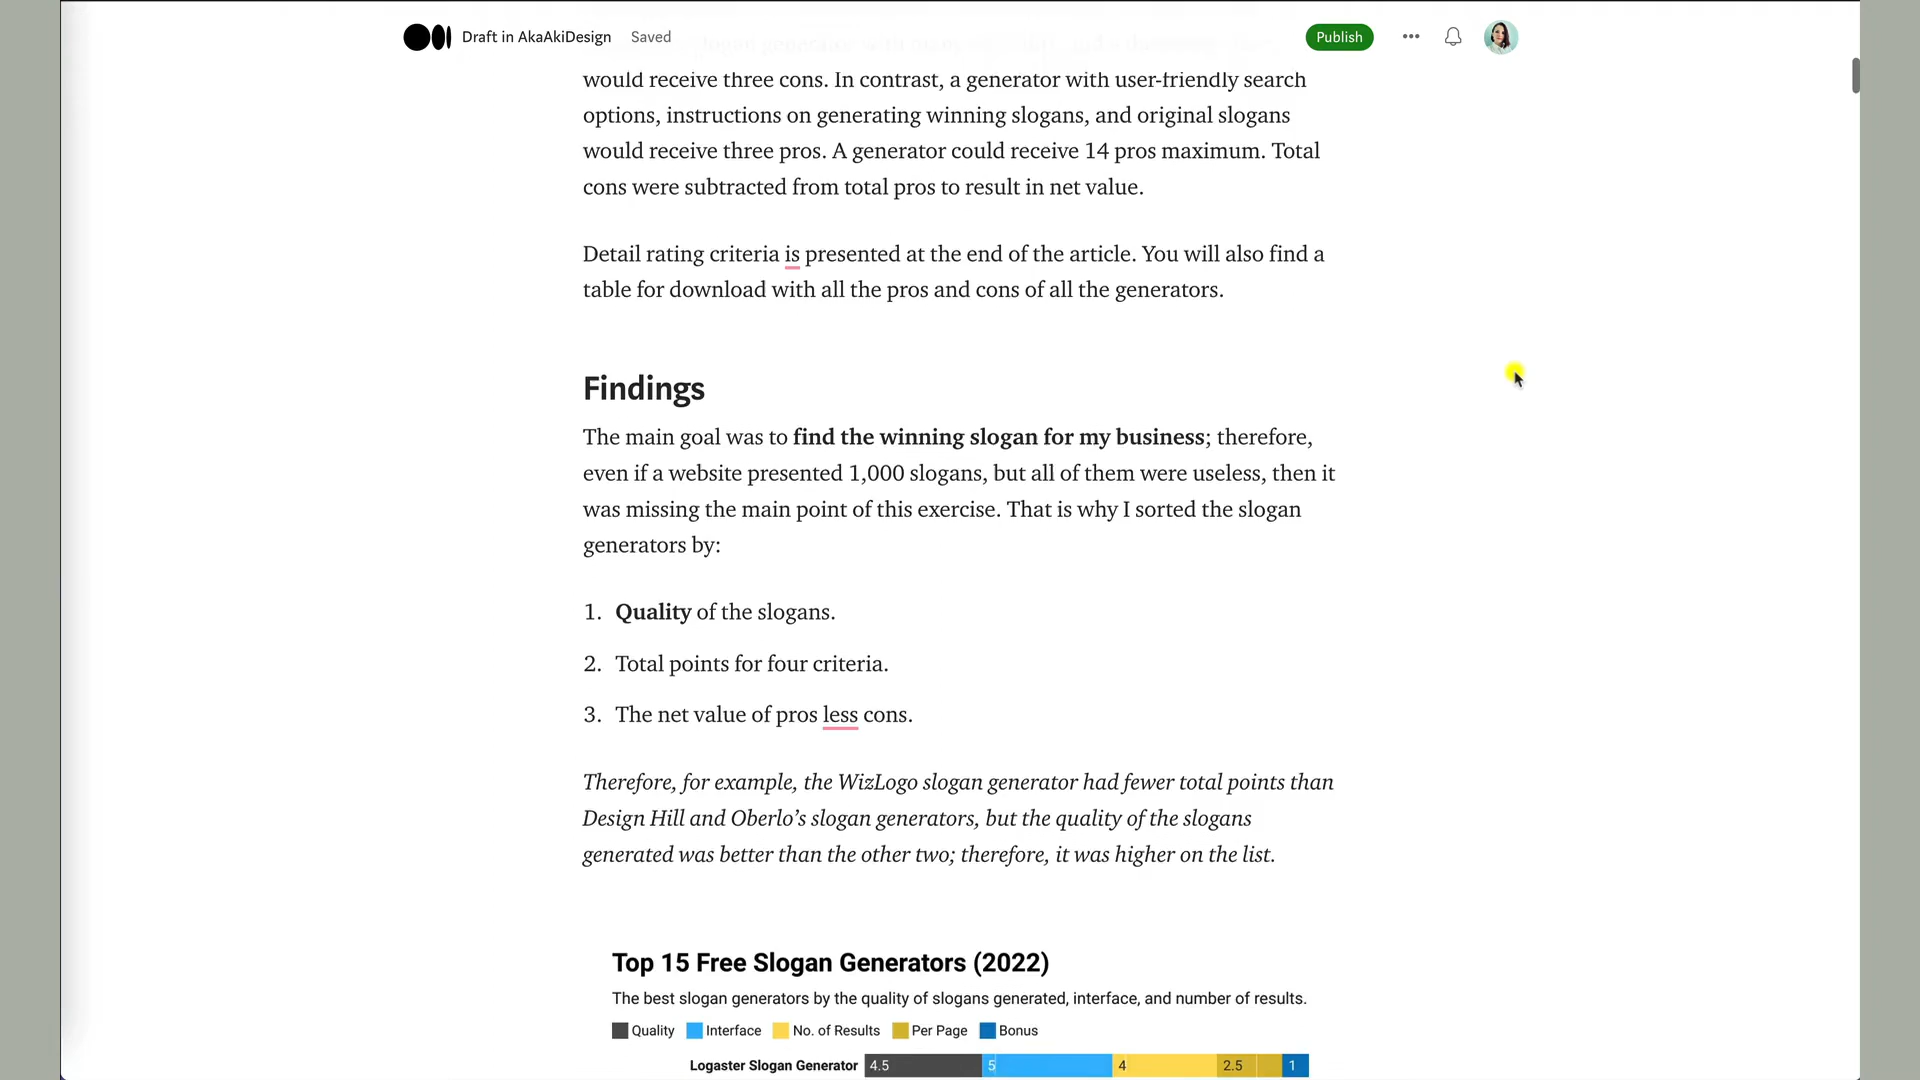 Draft in AkaAkiDesign Saved
Publish
would receive three cons. In contrast, a generator with user-friendly search
options, instructions on generating winning slogans, and original slogans
would receive three pros. A generator could receive 14 pros maximum. Total
cons were subtracted from total pros to result in net value.
Detail rating criteria is presented at the end of the article. You will also find a
table for download with all the pros and cons of all the generators.
Findings
The main goal was to find the winning slogan for my business; therefore,
even if a website presented 1,000 slogans, but all of them were useless, then it
was missing the main point of this exercise. That is why I sorted the slogan
generators by:
1. Quality of the slogans.
2. Total points for four criteria.
3. The net value of pros less cons.
Therefore, for example, the WizLogo slogan generator had fewer total points than
Design Hill and Oberlo’s slogan generators, but the quality of the slogans
generated was better than the other two; therefore, it was higher on the list.
Top 15 Free Slogan Generators (2022)
The best slogan generators by the quality of slogans generated, interface, and number of results.
Quality Interface No. of Results Per Page Bonus
Logaster Slogan Generator 4.5 5 4 2.5 1